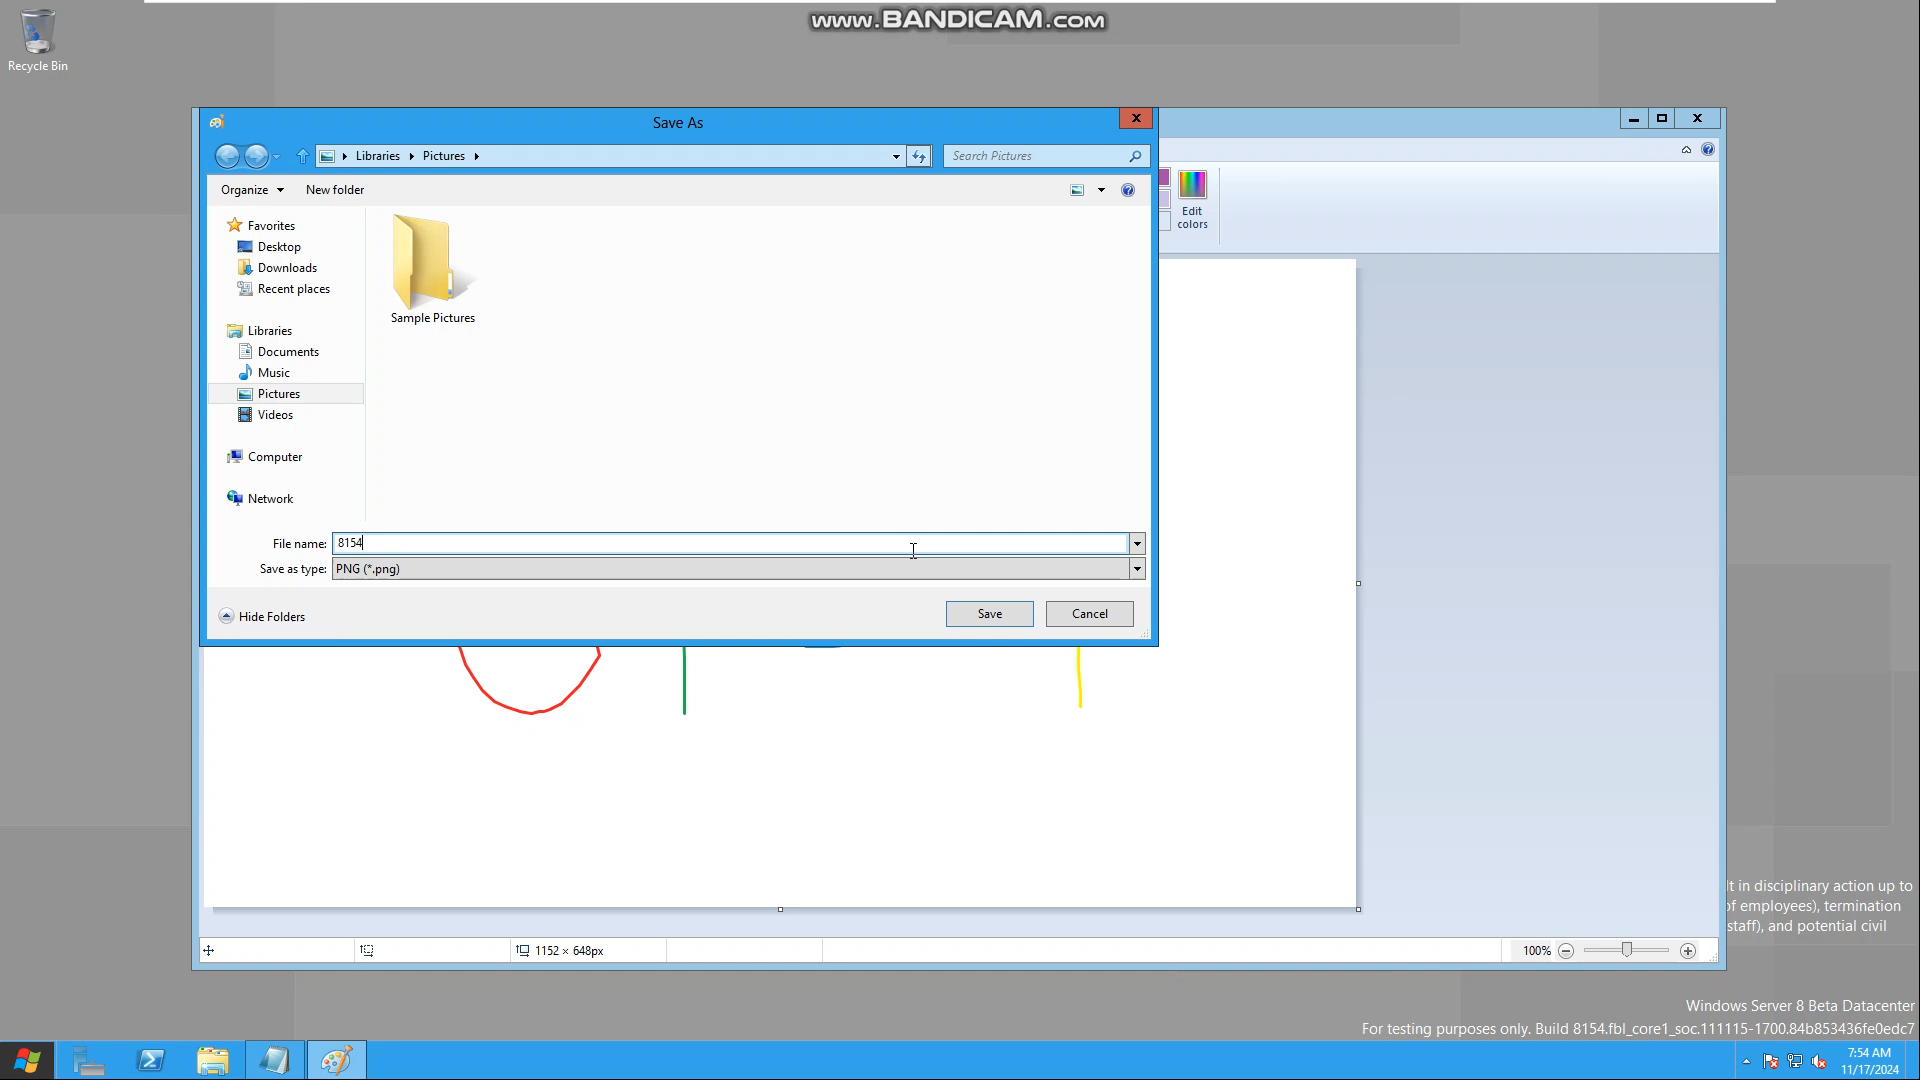 www.BANDICAM.com
Recycle Bin
Save As
Libraries
Pictures
Search Pictures
Organize
New folder
Edit
colors
Favorites
Desktop
Downloads
Recent places
Libraries
Documents
Music
Pictures
Videos
Computer
Network
Sample Pictures
File name: 8154
Save as type: PNG (*.png)
Hide Folders
Save
Cancel
lt in disciplinary action up to
of employees), termination
staff), and potential civil
1152 × 648px
100%
Windows Server 8 Beta Datacenter
For testing purposes only. Build 8154.fbl_core1_soc.111115-1700.84b853436fe0edc7
7:54 AM
11/17/2024